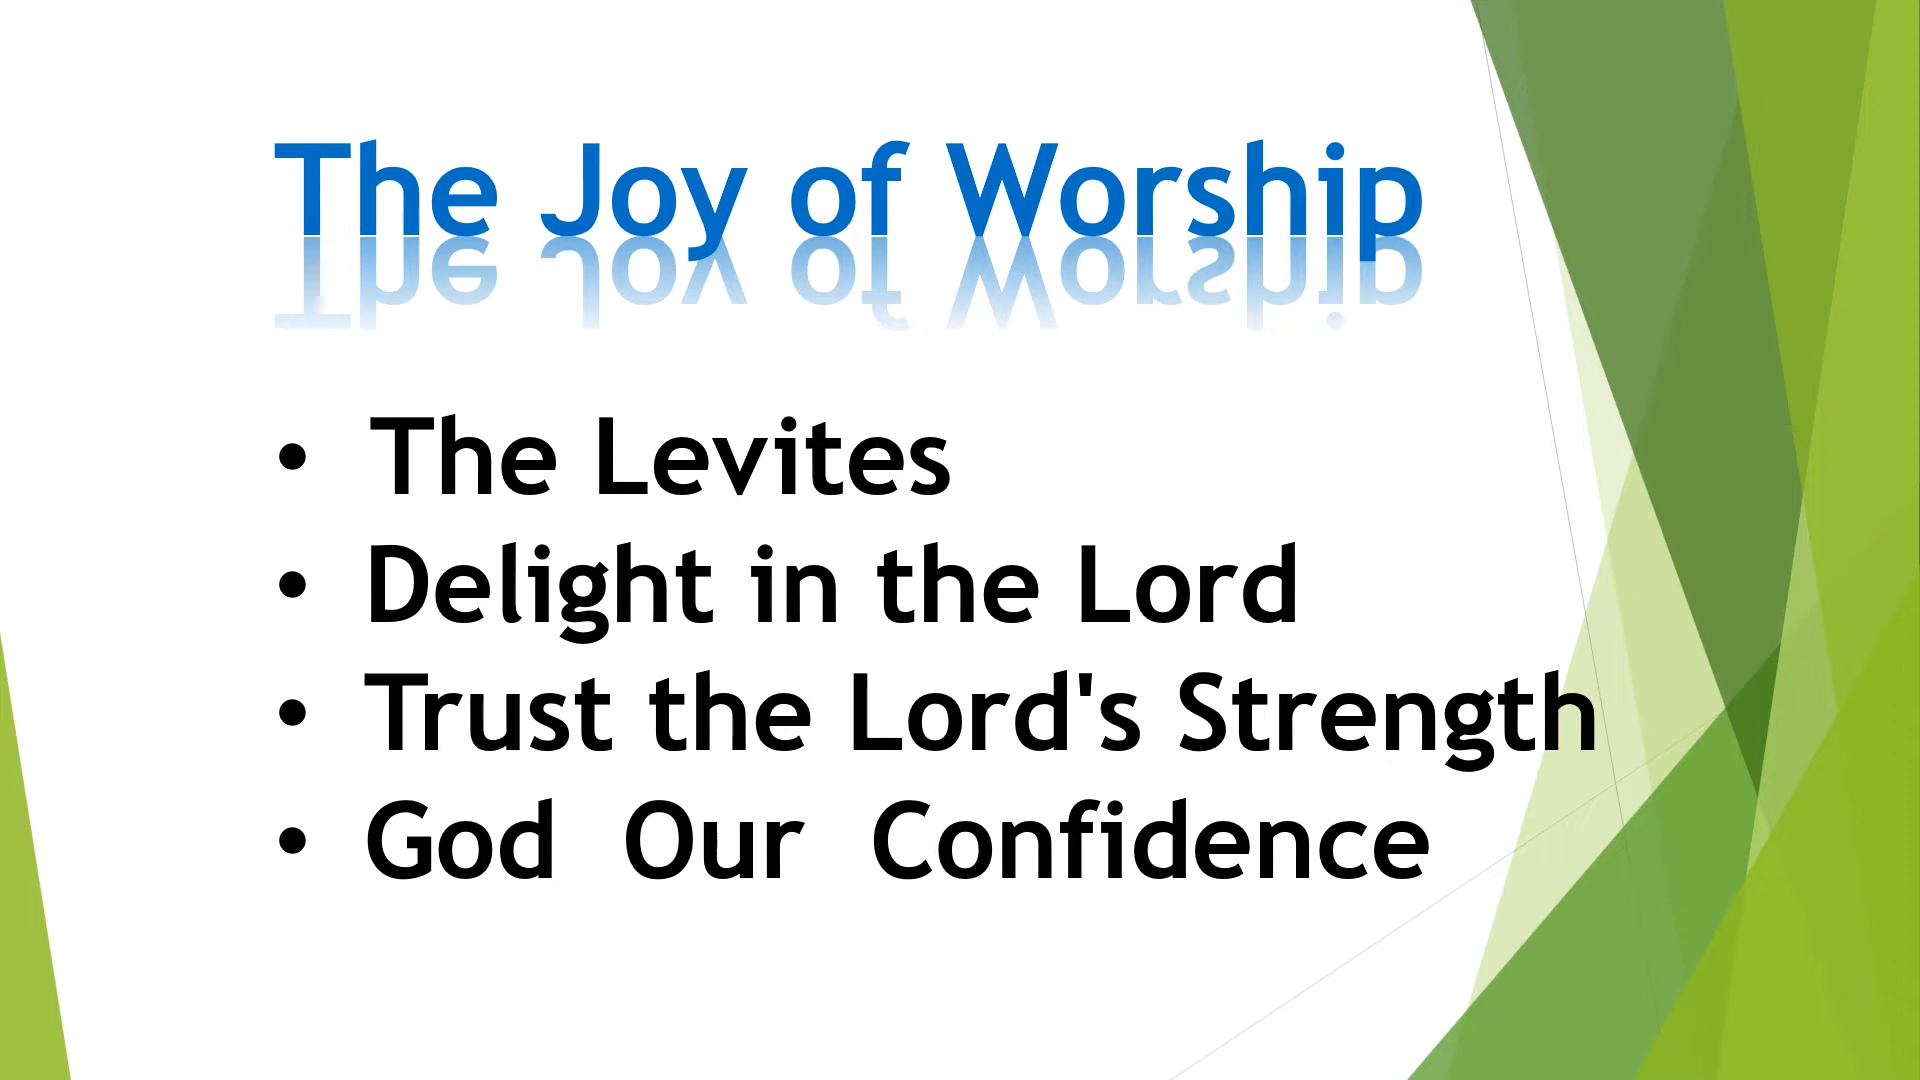 The Joy of Worship
• The Levites
• Delight in the Lord
• Trust the Lord's Strength
• God Our Confidence